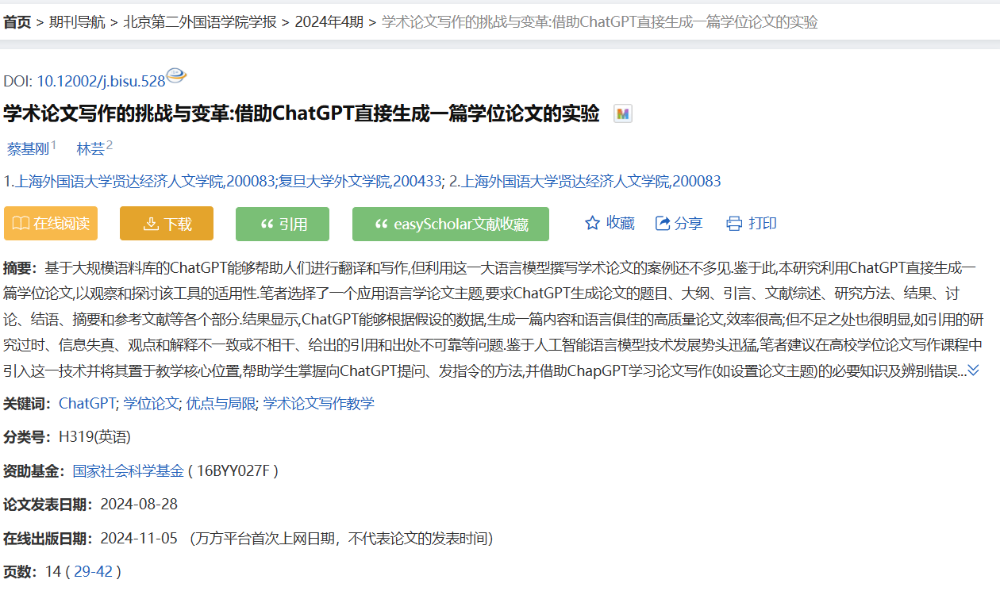 首页 > 期刊导航 > 北京第二外国语学院学报 > 2024年4期 > 学术论文写作的挑战与变革:借助ChatGPT直接生成一篇学位论文的实验
DOI: 10.12002/j.bisu.528
学术论文写作的挑战与变革:借助ChatGPT直接生成一篇学位论文的实验 M
蔡基刚1 林芸2
1.上海外国语大学贤达经济人文学院,200083;复旦大学外文学院,200433; 2.上海外国语大学贤达经济人文学院,200083
在线阅读 下载 引用 easyScholar文献收藏 收藏 分享 打印
摘要：基于大规模语料库的ChatGPT能够帮助人们进行翻译和写作,但利用这一大语言模型撰写学术论文的案例还不多见.鉴于此,本研究利用ChatGPT直接生成一
篇学位论文,以观察和探讨该工具的适用性.笔者选择了一个应用语言学论文主题,要求ChatGPT生成论文的题目、大纲、引言、文献综述、研究方法、结果、讨
论、结语、摘要和参考文献等各个部分.结果显示,ChatGPT能够根据假设的数据,生成一篇内容和语言俱佳的高质量论文,效率很高;但不足之处也很明显,如引用的研
究过时、信息失真、观点和解释不一致或不相干、给出的引用和出处不可靠等问题.鉴于人工智能语言模型技术发展势头迅猛,笔者建议在高校学位论文写作课程中
引入这一技术并将其置于教学核心位置,帮助学生掌握向ChatGPT提问、发指令的方法,并借助ChapGPT学习论文写作(如设置论文主题)的必要知识及辨别错误...
关键词：ChatGPT; 学位论文; 优点与局限; 学术论文写作教学
分类号：H319(英语)
资助基金：国家社会科学基金 ( 16BYY027F )
论文发表日期：2024-08-28
在线出版日期：2024-11-05 （万方平台首次上网日期，不代表论文的发表时间）
页数：14 ( 29-42 )